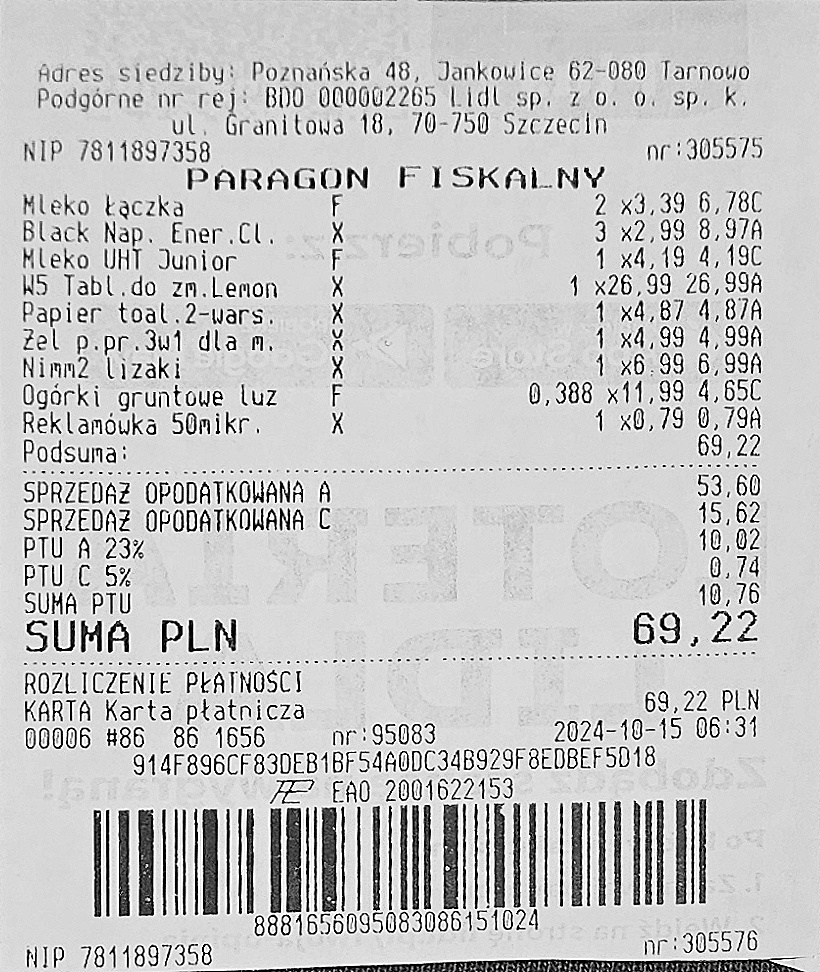 Adres siedziby: Poznańska 48, Jankowice 62-080 Tarnowo
Podgórne nr rej: BDO 000002265 Lidl sp. z o. o. sp. k.
ul. Granitowa 18, 70-750 Szczecin
NIP 7811897358 nr:305575
PARAGON FISKALNY
Mleko Łączka F 2 x3,39 6,78C
Black Nap. Ener.Cl. X 3 x2,99 8,97A
Mleko UHT Junior F 1 x4,19 4,19C
W5 Tabl.do zm.Lemon X 1 x26,99 26,99A
Papier toal.2-wars. X 1 x4,87 4,87A
Żel p.pr.3w1 dla m. X 1 x4,99 4,99A
Nimm2 lizaki X 1 x6,99 6,99A
Ogórki gruntowe luz F 0,388 x11,99 4,65C
Reklamówka 50mikr. X 1 x0,79 0,79A
Podsuma: 69,22
SPRZEDAŻ OPODATKOWANA A 53,60
SPRZEDAŻ OPODATKOWANA C 15,62
PTU A 23% 10,02
PTU C 5% 0,74
SUMA PTU 10,76
SUMA PLN 69,22
ROZLICZENIE PŁATNOŚCI
KARTA Karta płatnicza 69,22 PLN
00006 #86 86 1656 nr:95083 2024-10-15 06:31
914F896CF83DEB1BF54A0DC34B929F8EDBEF5D18
EAO 2001622153
88816560950830861510​24
NIP 7811897358 nr:305576